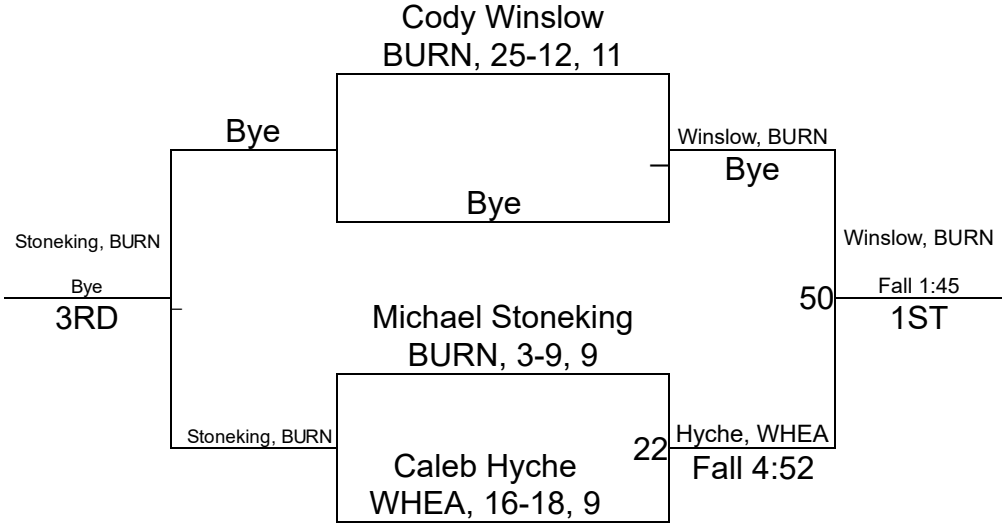 Cody Winslow
BURN, 25-12, 11
Bye
Winslow, BURN
Bye
Bye
Stoneking, BURN
Winslow, BURN
Bye
3RD
50
Fall 1:45
1ST
Michael Stoneking
BURN, 3-9, 9
Stoneking, BURN
22
Hyche, WHEA
Fall 4:52
Caleb Hyche
WHEA, 16-18, 9